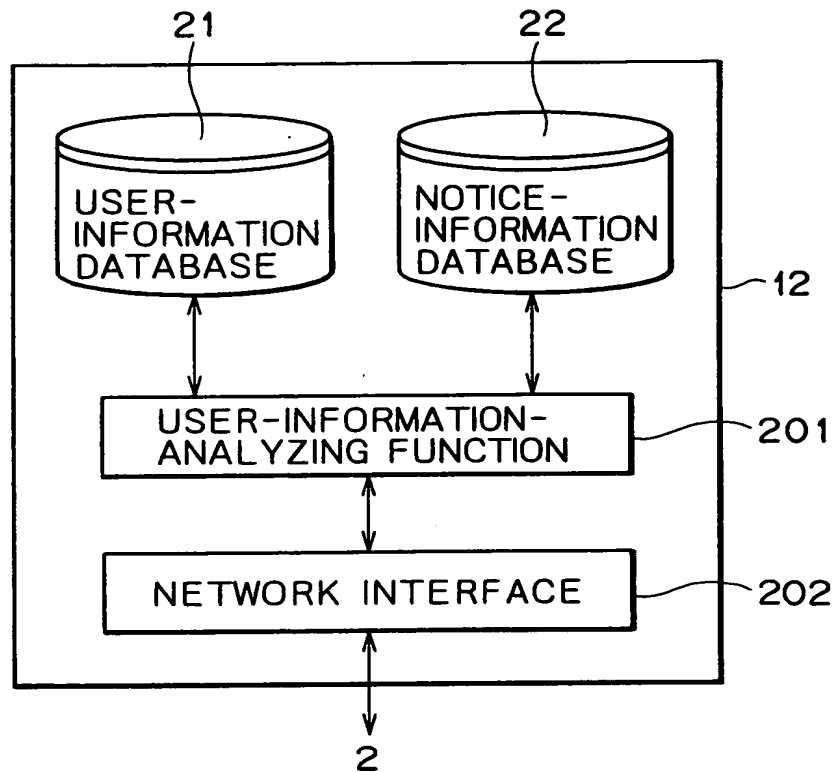 21
22
USER-
INFORMATION
DATABASE
NOTICE-
INFORMATION
DATABASE
12
USER-INFORMATION-
ANALYZING FUNCTION
201
NETWORK INTERFACE
202
2